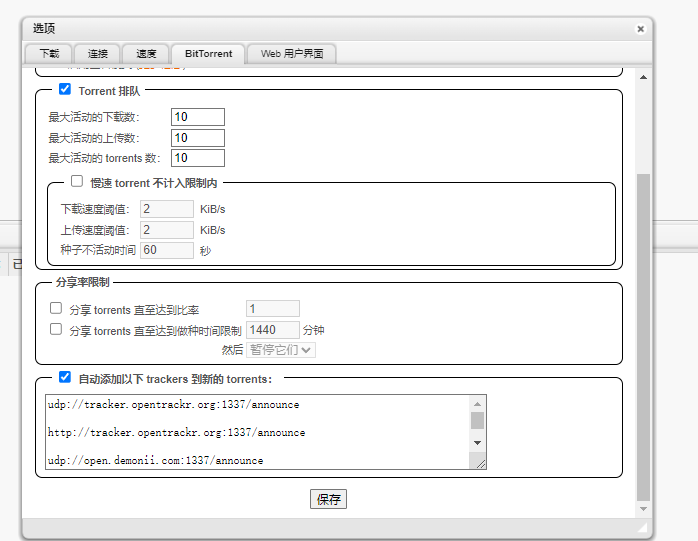 选项
下载 连接 速度 BitTorrent Web 用户界面
Torrent 排队
最大活动的下载数： 10
最大活动的上传数： 10
最大活动的 torrents 数： 10
慢速 torrent 不计入限制内
下载速度阈值： 2 KiB/s
上传速度阈值： 2 KiB/s
种子不活动时间 60 秒
分享率限制
分享 torrents 直至达到比率 1
分享 torrents 直至达到做种时间限制 1440 分钟
然后 暂停它们
自动添加以下 trackers 到新的 torrents：
udp://tracker.opentrackr.org:1337/announce
http://tracker.opentrackr.org:1337/announce
udp://open.demonii.com:1337/announce
保存